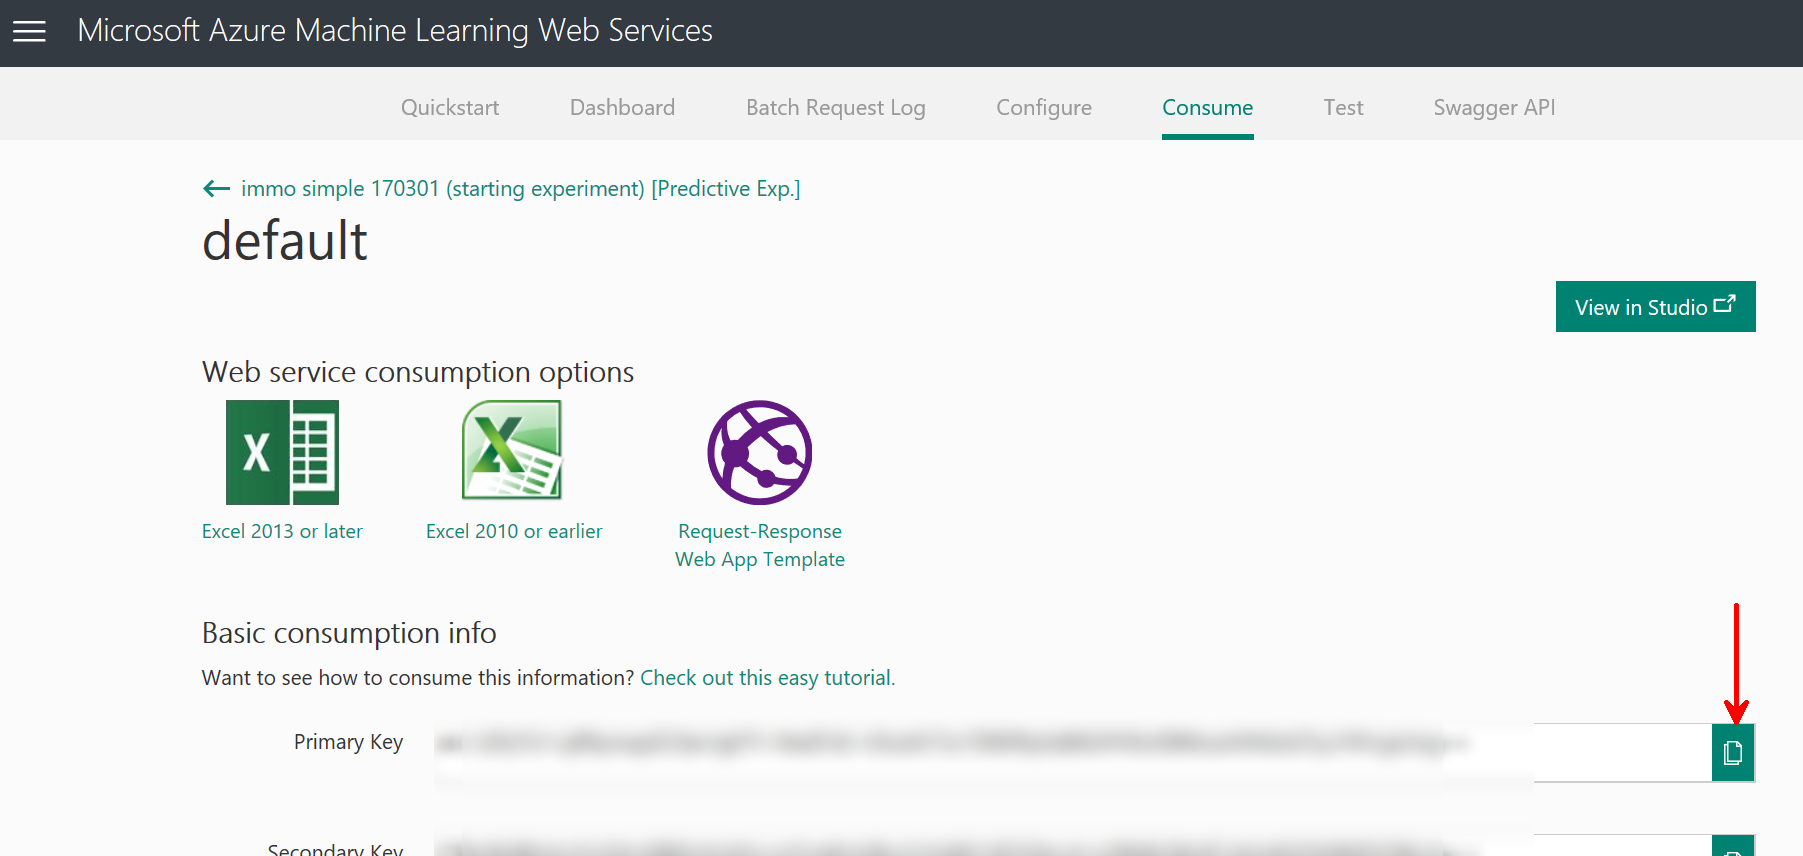 Microsoft Azure Machine Learning Web Services
Quickstart Dashboard Batch Request Log Configure Consume Test Swagger API
immo simple 170301 (starting experiment) [Predictive Exp.]
default
View in Studio
Web service consumption options
Excel 2013 or later Excel 2010 or earlier Request-Response
Web App Template
Basic consumption info
Want to see how to consume this information? Check out this easy tutorial.
Primary Key
Secondary Key